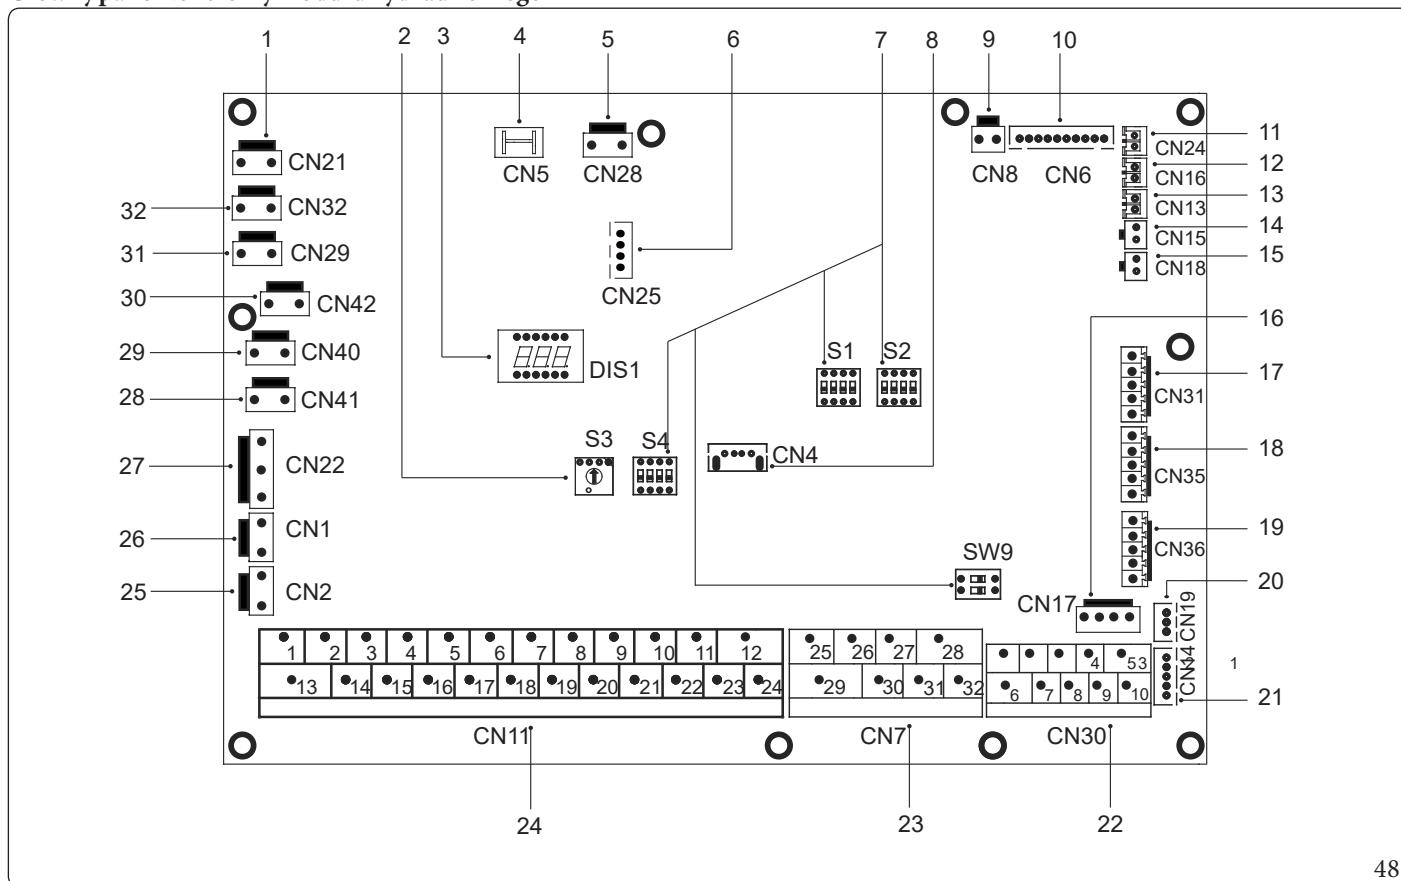 1 2 3 4 5 6 7 8 9 10
11
CN21 CN5 CN28 CN8 CN6 CN24
12
CN16
13
32 CN32 CN13
14
31 CN29 CN15
15
CN18
30 CN42 CN25
16
29 CN40 S1 S2
3 DIS1
17
28 CN41 CN31
27 CN22 S3 S4 CN4
18
CN35
26 CN1 19
CN36
SW9
20
25 CN2 CN17 CN19
1 2 3 4 5 6 7 8 9 10 11 12 25 26 27 28 4 53 CN14 1
13 14 15 16 17 18 19 20 21 22 23 24 29 30 31 32 6 7 8 9 10 21
CN11 CN7 CN30
24 23 22
48